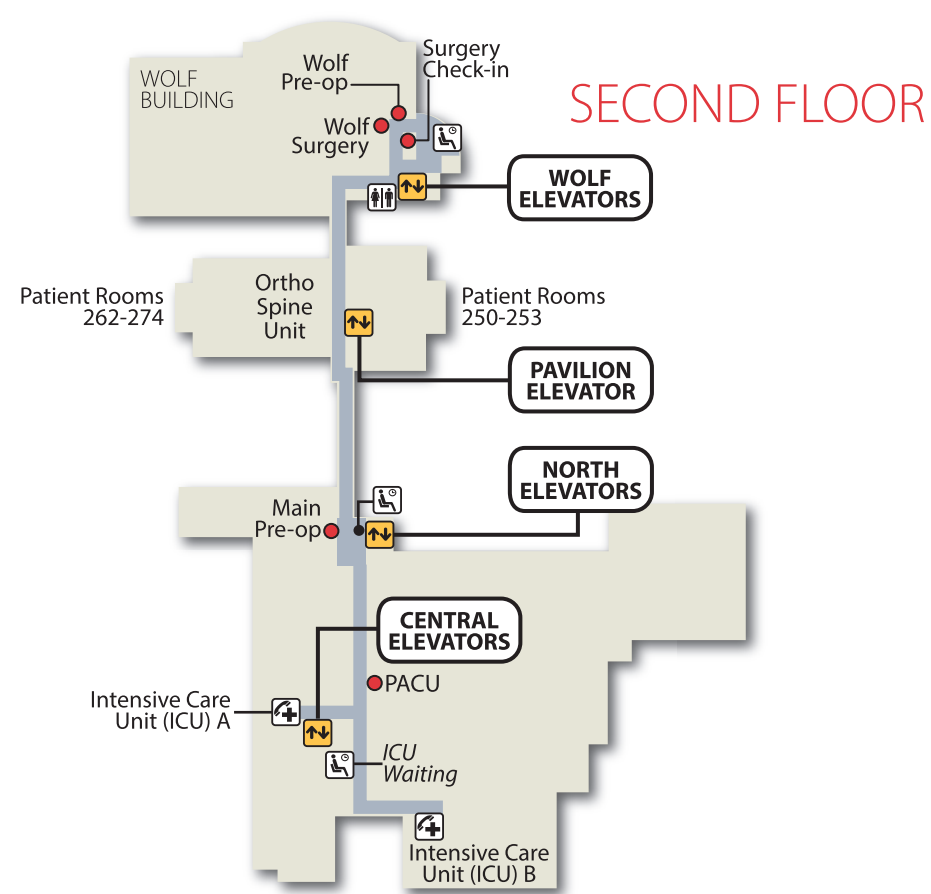 SECOND FLOOR
WOLF
BUILDING
Wolf
Pre-op
Surgery
Check-in
Wolf
Surgery
WOLF
ELEVATORS
Ortho
Spine
Unit
Patient Rooms
262-274
Patient Rooms
250-253
PAVILION
ELEVATOR
NORTH
ELEVATORS
Main
Pre-op
CENTRAL
ELEVATORS
PACU
Intensive Care
Unit (ICU) A
ICU
Waiting
Intensive Care
Unit (ICU) B